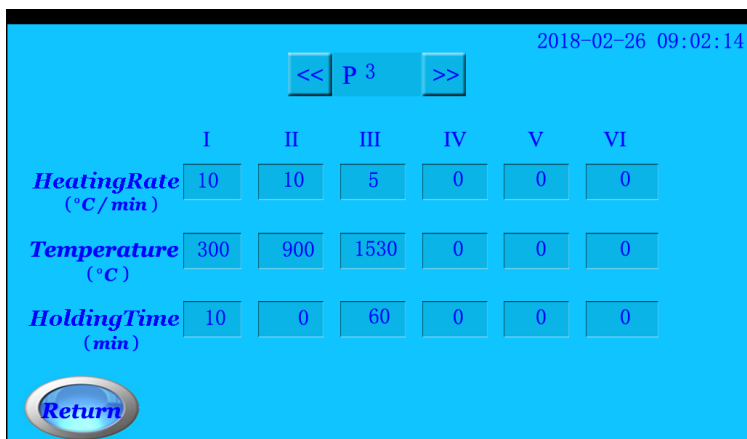 2018-02-26 09:02:14
<< P 3 >>
I II III IV V VI
HeatingRate 10 10 5 0 0 0
(°C/min)
Temperature 300 900 1530 0 0 0
(°C)
HoldingTime 10 0 60 0 0 0
(min)
Return